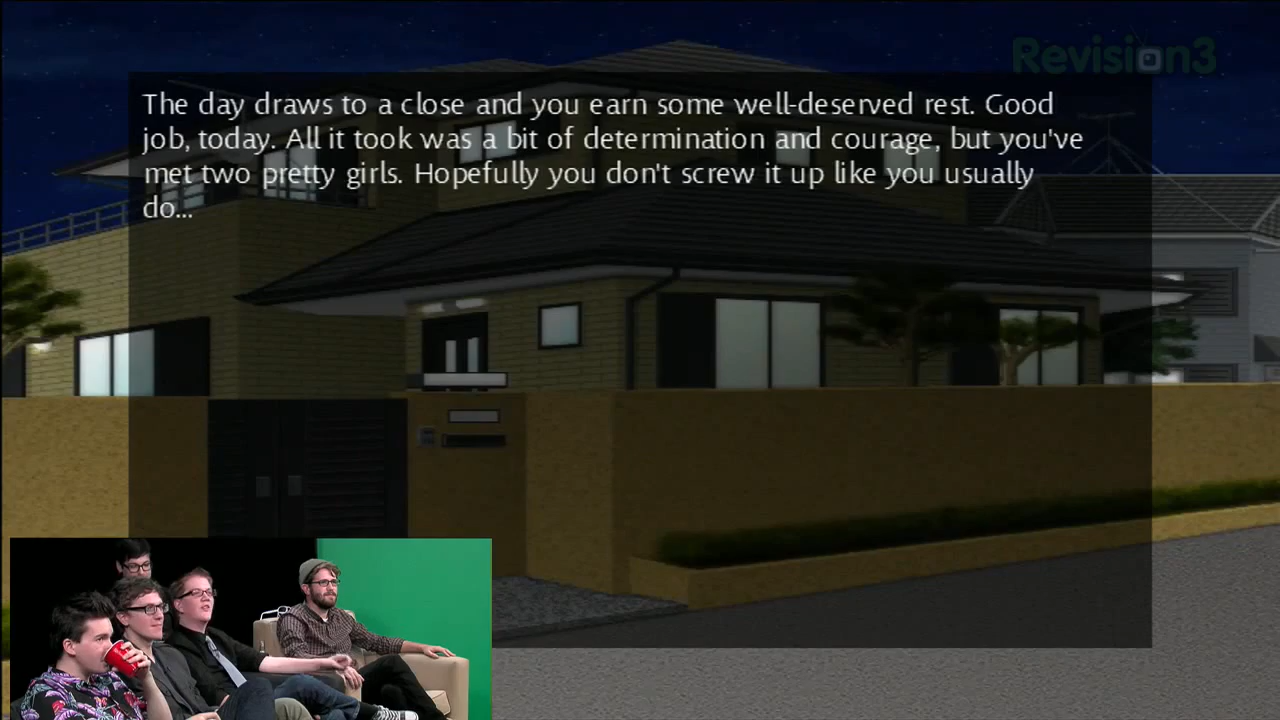 Revision3
The day draws to a close and you earn some well-deserved rest. Good
job, today. All it took was a bit of determination and courage, but you've
met two pretty girls. Hopefully you don't screw it up like you usually
do...